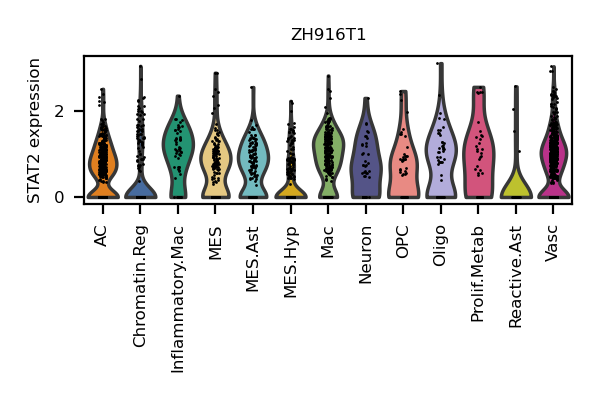 ZH916T1
STAT2 expression
2
0
AC
Chromatin.Reg
Inflammatory.Mac
MES
MES.Ast
MES.Hyp
Mac
Neuron
OPC
Oligo
Prolif.Metab
Reactive.Ast
Vasc